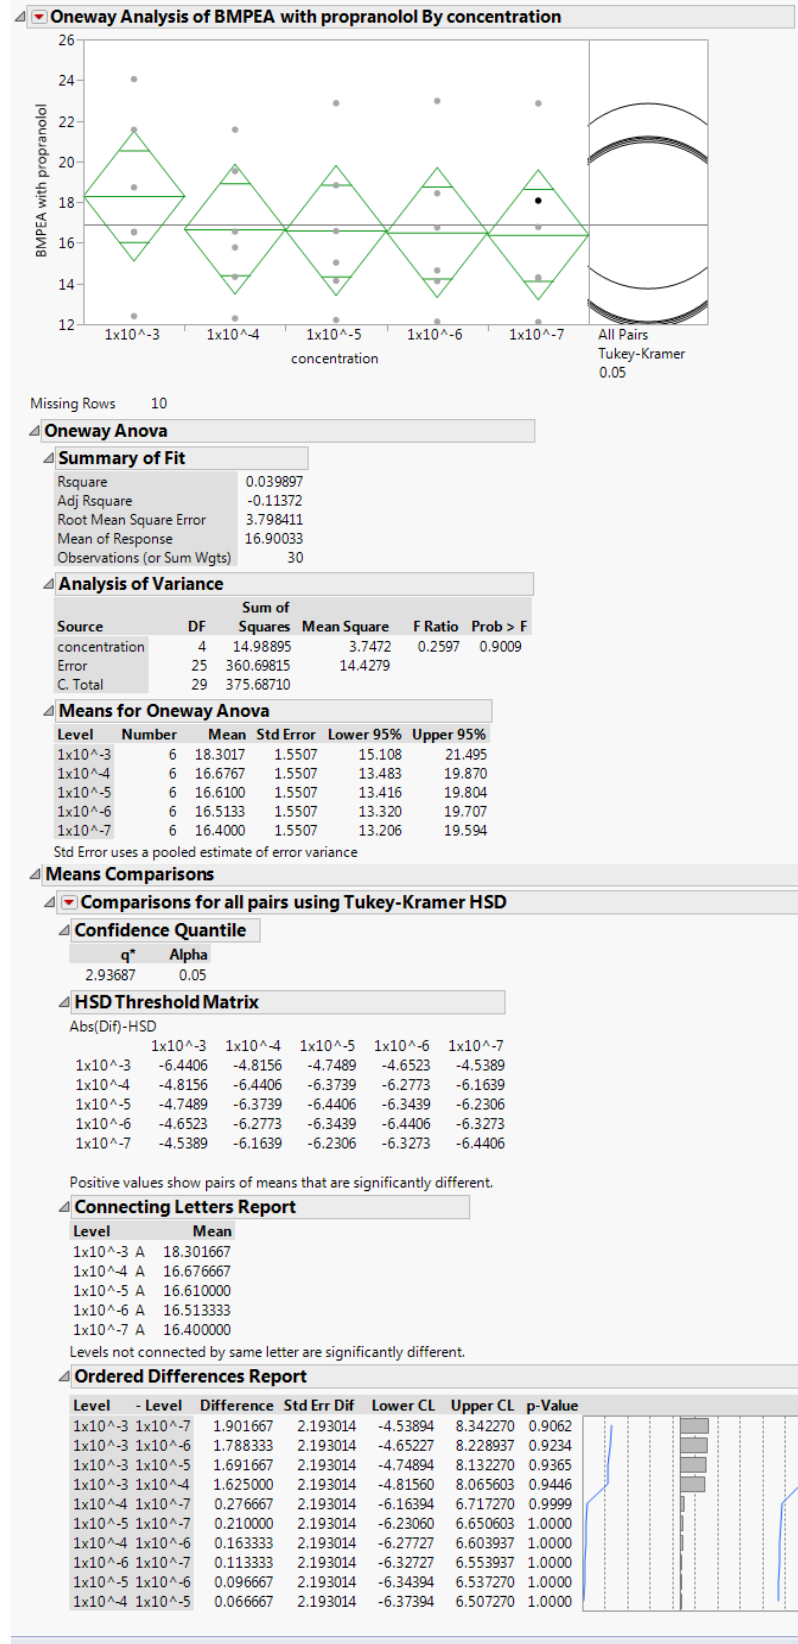 Oneway Analysis of BMPEA with propranolol By concentration
26
24
22
20
18
16
14
12
BMPEA with propranolol
1x10^-3 1x10^-4 1x10^-5 1x10^-6 1x10^-7
concentration
All Pairs
Tukey-Kramer
0.05
Missing Rows 10
Oneway Anova
Summary of Fit
Rsquare 0.039897
Adj Rsquare -0.11372
Root Mean Square Error 3.798411
Mean of Response 16.90033
Observations (or Sum Wgts) 30
Analysis of Variance
Sum of
Source DF Squares Mean Square F Ratio Prob > F
concentration 4 14.98895 3.7472 0.2597 0.9009
Error 25 360.69815 14.4279
C. Total 29 375.68710
Means for Oneway Anova
Level Number Mean Std Error Lower 95% Upper 95%
1x10^-3 6 18.3017 1.5507 15.108 21.495
1x10^-4 6 16.6767 1.5507 13.483 19.870
1x10^-5 6 16.6100 1.5507 13.416 19.804
1x10^-6 6 16.5133 1.5507 13.320 19.707
1x10^-7 6 16.4000 1.5507 13.206 19.594
Std Error uses a pooled estimate of error variance
Means Comparisons
Comparisons for all pairs using Tukey-Kramer HSD
Confidence Quantile
q* Alpha
2.93687 0.05
HSD Threshold Matrix
Abs(Dif)-HSD
1x10^-3 1x10^-4 1x10^-5 1x10^-6 1x10^-7
1x10^-3 -6.4406 -4.8156 -4.7489 -4.6523 -4.5389
1x10^-4 -4.8156 -6.4406 -6.3739 -6.2773 -6.1639
1x10^-5 -4.7489 -6.3739 -6.4406 -6.3439 -6.2306
1x10^-6 -4.6523 -6.2773 -6.3439 -6.4406 -6.3273
1x10^-7 -4.5389 -6.1639 -6.2306 -6.3273 -6.4406
Positive values show pairs of means that are significantly different.
Connecting Letters Report
Level Mean
1x10^-3 A 18.301667
1x10^-4 A 16.676667
1x10^-5 A 16.610000
1x10^-6 A 16.513333
1x10^-7 A 16.400000
Levels not connected by same letter are significantly different.
Ordered Differences Report
Level - Level Difference Std Err Dif Lower CL Upper CL p-Value
1x10^-3 1x10^-7 1.901667 2.193014 -4.53894 8.342270 0.9062
1x10^-3 1x10^-6 1.788333 2.193014 -4.65227 8.228937 0.9234
1x10^-3 1x10^-5 1.691667 2.193014 -4.74894 8.132270 0.9365
1x10^-3 1x10^-4 1.625000 2.193014 -4.81560 8.065603 0.9446
1x10^-4 1x10^-7 0.276667 2.193014 -6.16394 6.717270 0.9999
1x10^-5 1x10^-7 0.210000 2.193014 -6.23060 6.650603 1.0000
1x10^-4 1x10^-6 0.163333 2.193014 -6.27727 6.603937 1.0000
1x10^-6 1x10^-7 0.113333 2.193014 -6.32727 6.553937 1.0000
1x10^-5 1x10^-6 0.096667 2.193014 -6.34394 6.537270 1.0000
1x10^-4 1x10^-5 0.066667 2.193014 -6.37394 6.507270 1.0000